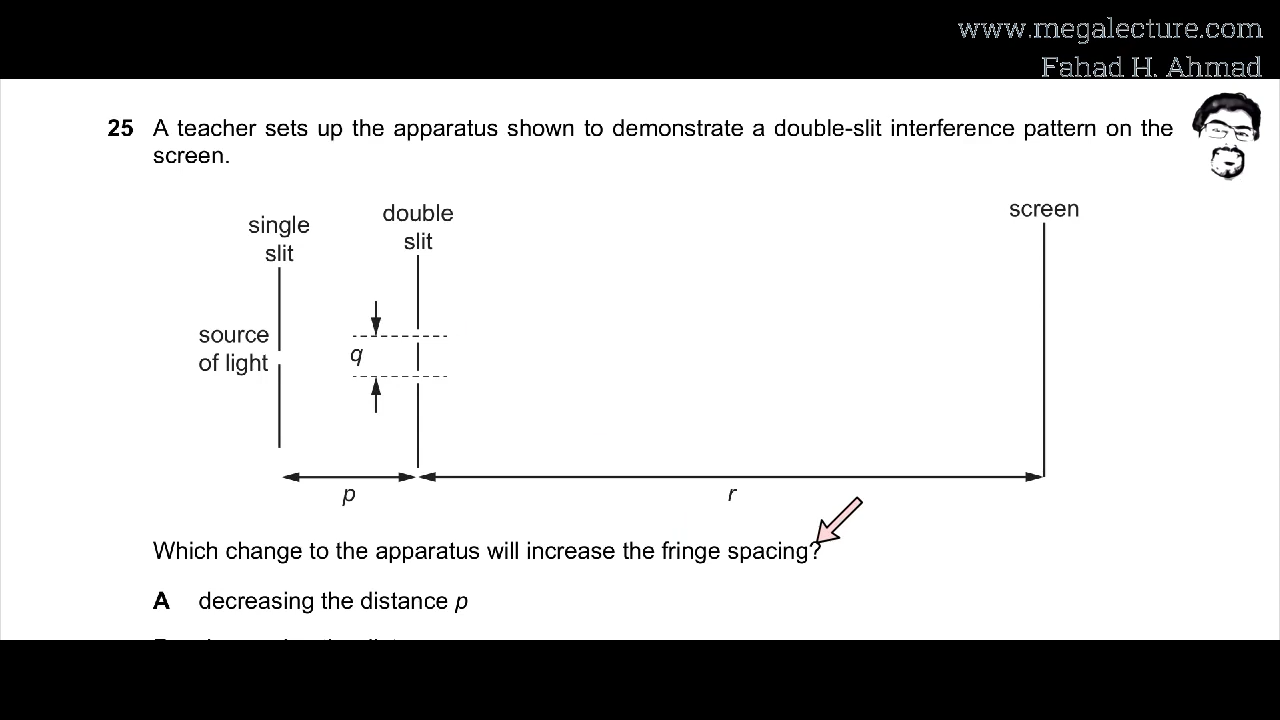 www.megalecture.com
Fahad H. Ahmad
25 A teacher sets up the apparatus shown to demonstrate a double-slit interference pattern on the
screen.
single
slit
double
slit
screen
source
of light
q
p
r
Which change to the apparatus will increase the fringe spacing?
A decreasing the distance p